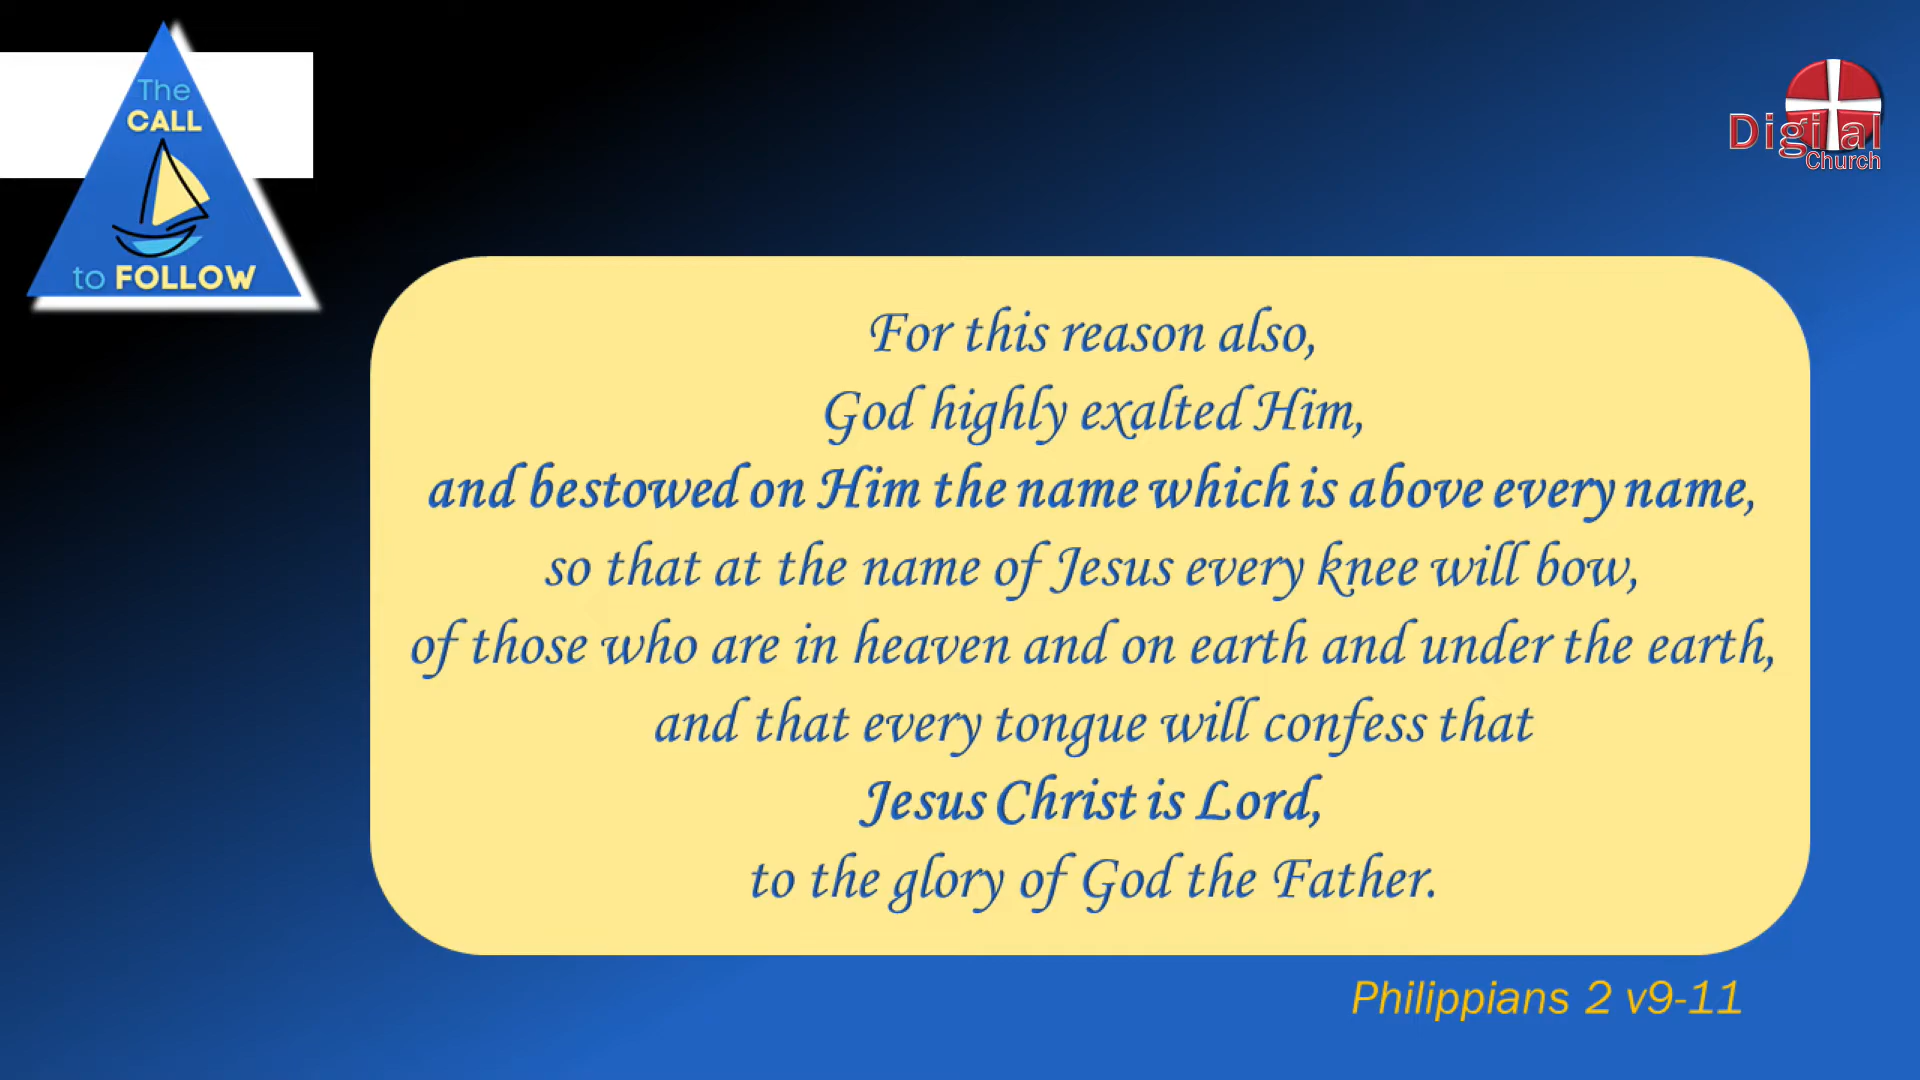 The
CALL
to FOLLOW
Digital
Church
For this reason also,
God highly exalted Him,
and bestowed on Him the name which is above every name,
so that at the name of Jesus every knee will bow,
of those who are in heaven and on earth and under the earth,
and that every tongue will confess that
Jesus Christ is Lord,
to the glory of God the Father.
Philippians 2 v9-11